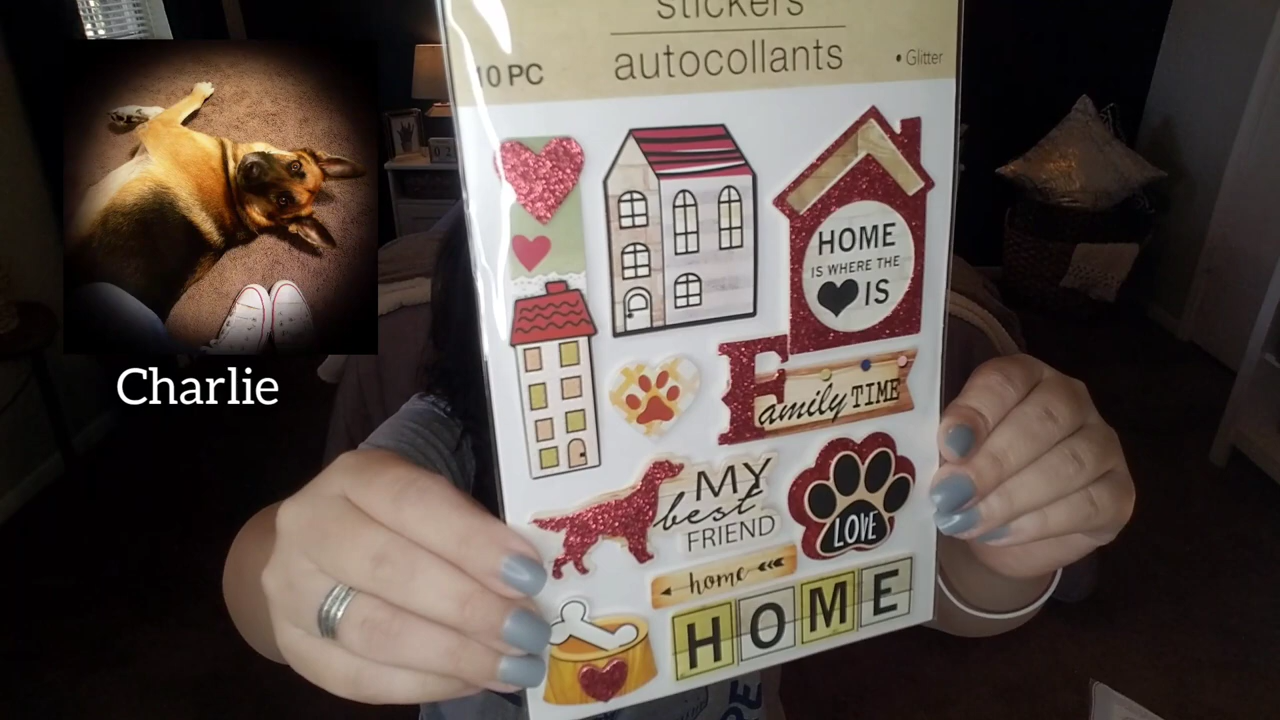 stickers
autocollants
10 PC
• Glitter
HOME
IS WHERE THE
IS
Family TIME
MY
best
FRIEND
LOVE
home
HOME
Charlie